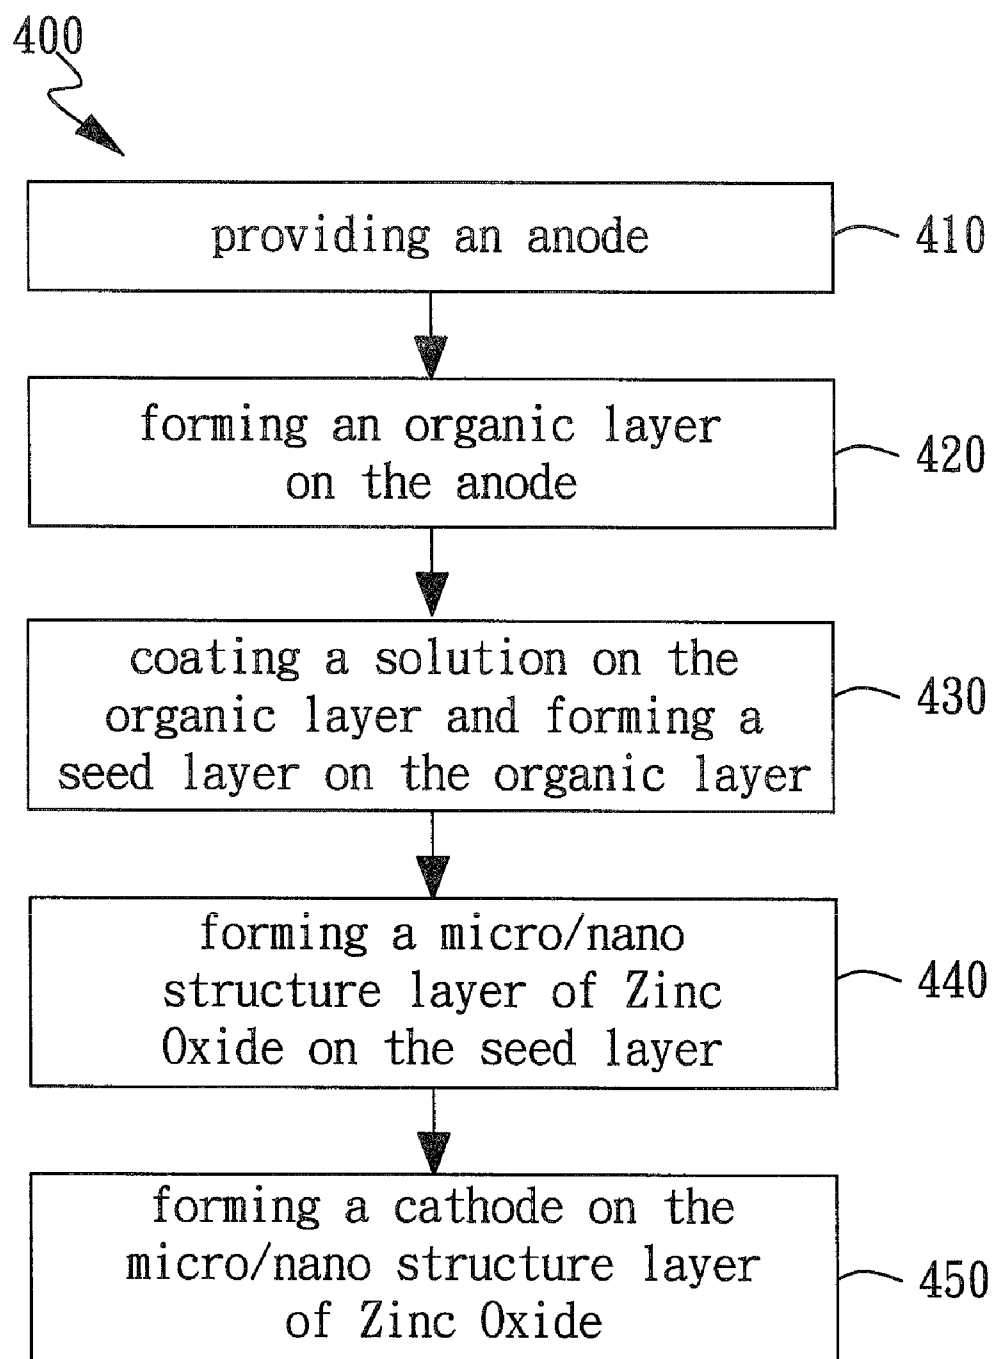 400
providing an anode
410
forming an organic layer
on the anode
420
coating a solution on the
organic layer and forming a
seed layer on the organic layer
430
forming a micro/nano
structure layer of Zinc
Oxide on the seed layer
440
forming a cathode on the
micro/nano structure layer
of Zinc Oxide
450